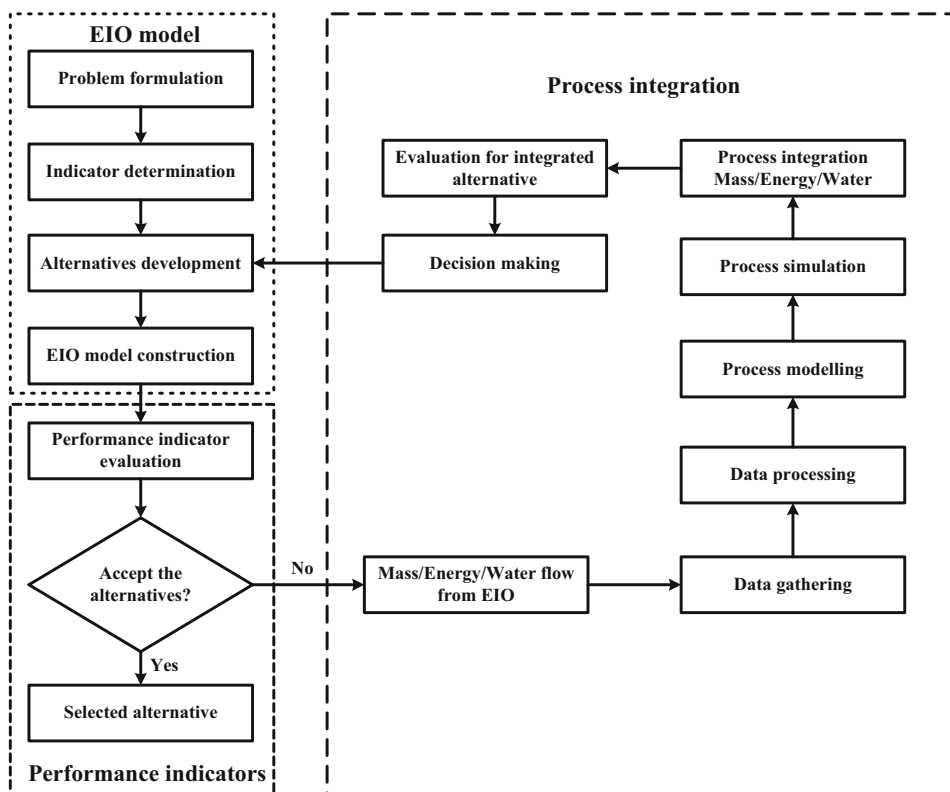 EIO model
Problem formulation
Indicator determination
Alternatives development
EIO model construction
Performance indicator
evaluation
Accept the
alternatives?
No
Yes
Selected alternative
Performance indicators
Process integration
Evaluation for integrated
alternative
Decision making
Process integration
Mass/Energy/Water
Process simulation
Process modelling
Data processing
Data gathering
Mass/Energy/Water flow
from EIO